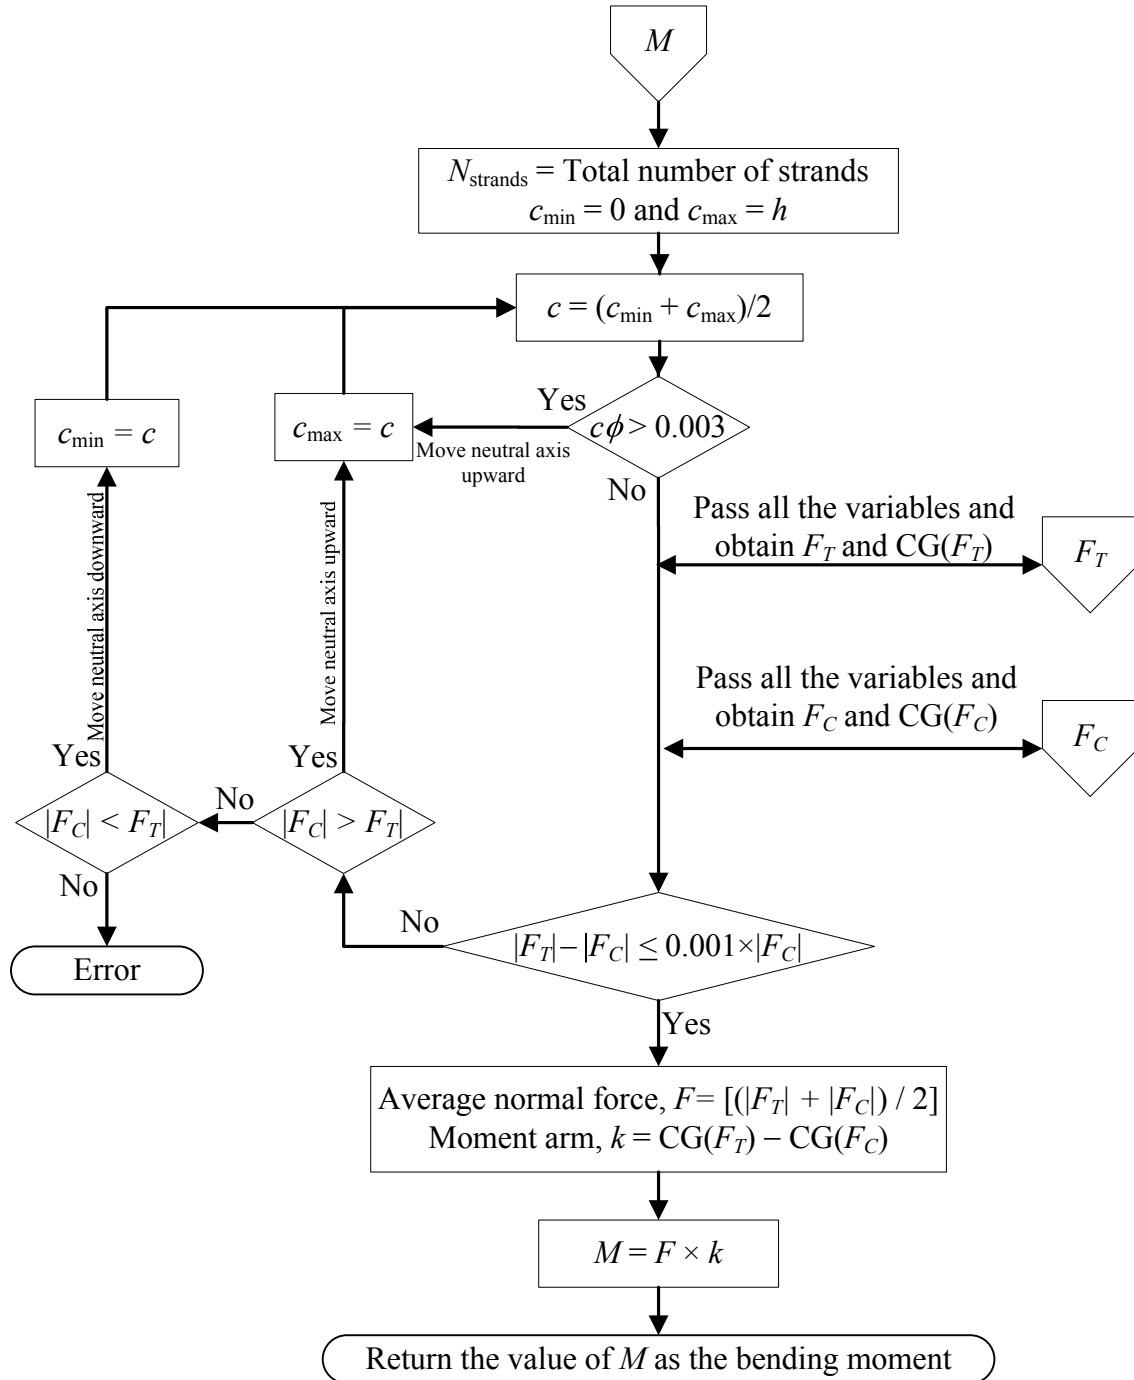 M
N_strands = Total number of strands
c_min = 0 and c_max = h
c = (c_min + c_max)/2
Yes
cϕ > 0.003
c_min = c
c_max = c
Move neutral axis
upward
No
Move neutral axis downward
Move neutral axis upward
Pass all the variables and
obtain F_T and CG(F_T)
F_T
Pass all the variables and
obtain F_C and CG(F_C)
F_C
Yes
Yes
|F_C| < F_T|
No
|F_C| > F_T|
No
No
Error
|F_T| − |F_C| ≤ 0.001×|F_C|
Yes
Average normal force, F= [(|F_T| + |F_C|) / 2]
Moment arm, k = CG(F_T) − CG(F_C)
M = F × k
Return the value of M as the bending moment